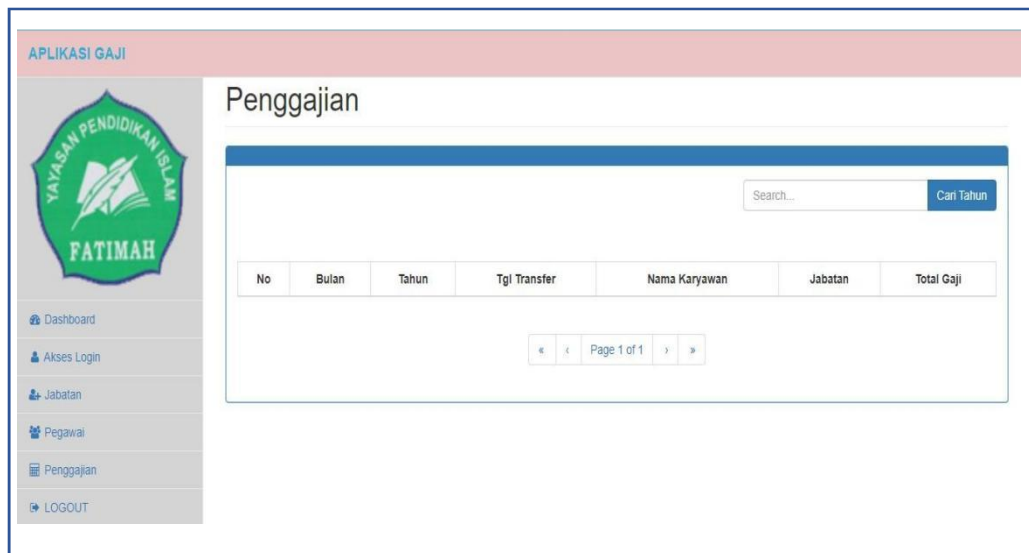 APLIKASI GAJI
YAYASAN PENDIDIKAN ISLAM
FATIMAH
Dashboard
Akses Login
Jabatan
Pegawai
Penggajian
LOGOUT
Penggajian
Search...
Cari Tahun
No Bulan Tahun Tgl Transfer Nama Karyawan Jabatan Total Gaji
« ‹ Page 1 of 1 › »